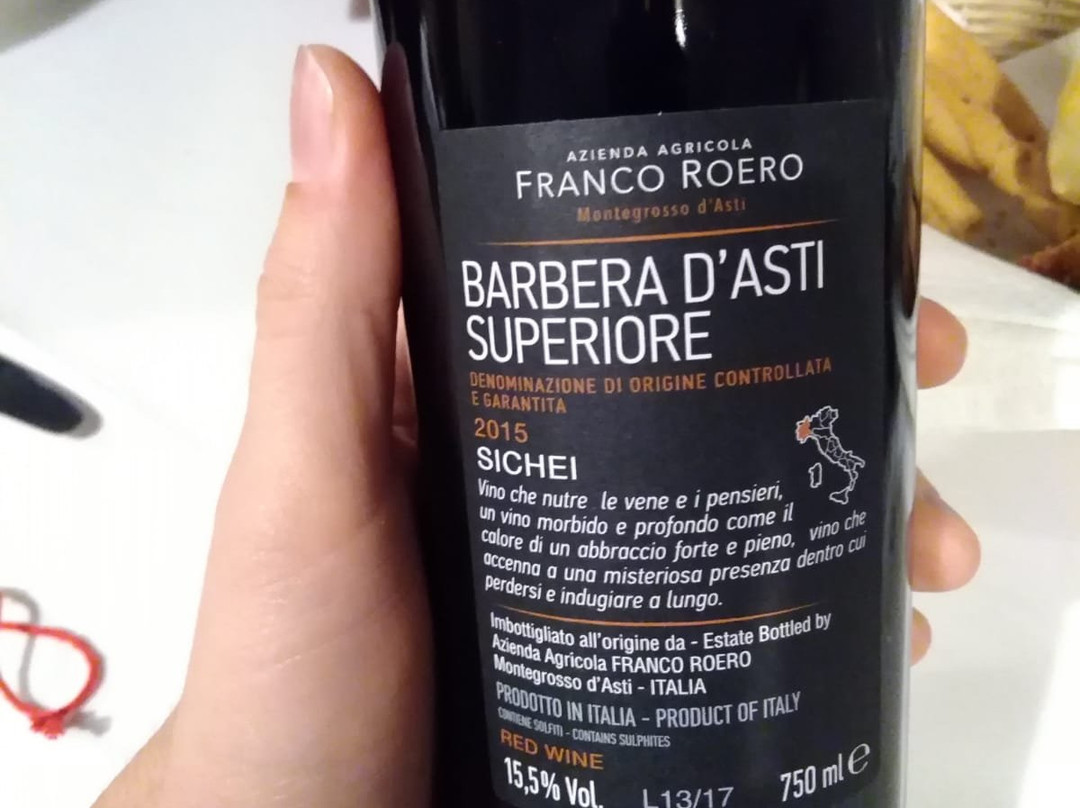 AZIENDA AGRICOLA
FRANCO ROERO
Montegrosso d'Asti
BARBERA D'ASTI
SUPERIORE
DENOMINAZIONE DI ORIGINE CONTROLLATA
E GARANTITA
2015
SICHEI
Vino che nutre le vene e i pensieri,
un vino morbido e profondo come il
calore di un abbraccio forte e pieno, vino che
accenna a una misteriosa presenza dentro cui
perdersi e indugiare a lungo.
Imbottigliato all'origine da - Estate Bottled by
Azienda Agricola FRANCO ROERO
Montegrosso d'Asti - ITALIA
PRODOTTO IN ITALIA - PRODUCT OF ITALY
CONTIENE SOLFITI - CONTAINS SULPHITES
RED WINE
15,5% Vol. L13/17 750 ml e